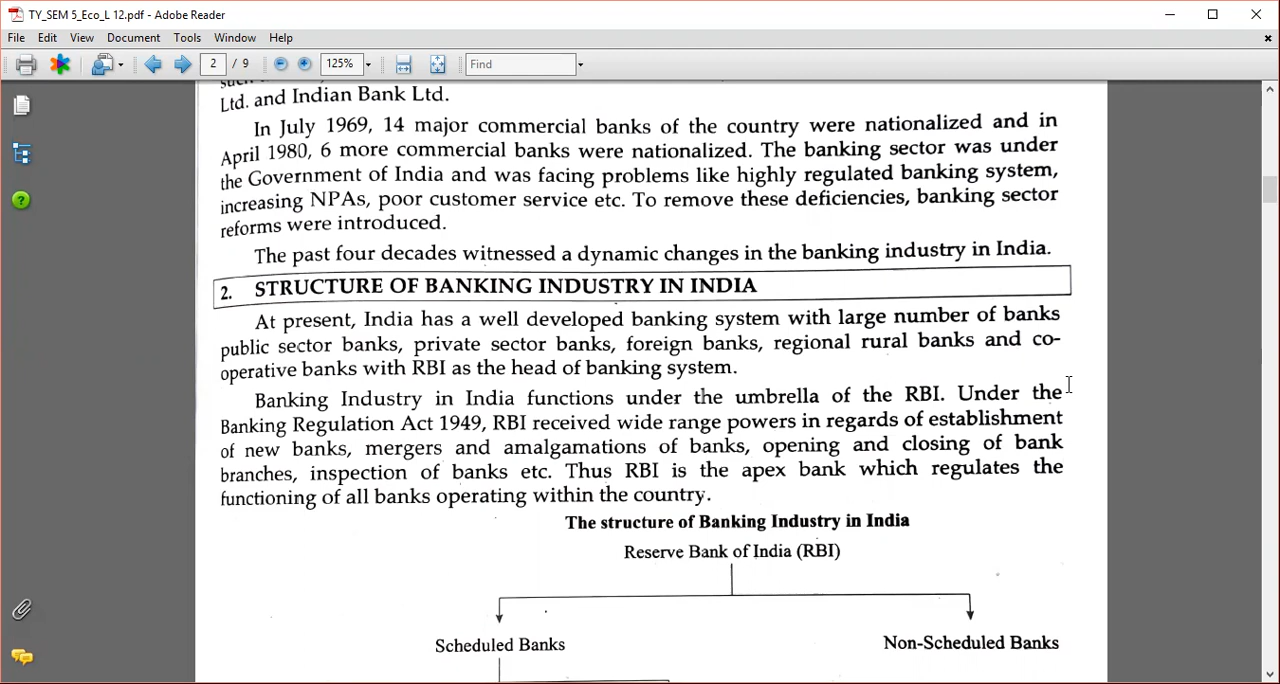 TY_SEM 5_Eco_L 12.pdf - Adobe Reader
File Edit View Document Tools Window Help
2 / 9 125% Find
Ltd. and Indian Bank Ltd.
In July 1969, 14 major commercial banks of the country were nationalized and in
April 1980, 6 more commercial banks were nationalized. The banking sector was under
the Government of India and was facing problems like highly regulated banking system,
increasing NPAs, poor customer service etc. To remove these deficiencies, banking sector
reforms were introduced.
The past four decades witnessed a dynamic changes in the banking industry in India.
2. STRUCTURE OF BANKING INDUSTRY IN INDIA
At present, India has a well developed banking system with large number of banks
public sector banks, private sector banks, foreign banks, regional rural banks and co-
operative banks with RBI as the head of banking system.
Banking Industry in India functions under the umbrella of the RBI. Under the
Banking Regulation Act 1949, RBI received wide range powers in regards of establishment
of new banks, mergers and amalgamations of banks, opening and closing of bank
branches, inspection of banks etc. Thus RBI is the apex bank which regulates the
functioning of all banks operating within the country.
The structure of Banking Industry in India
Reserve Bank of India (RBI)
Scheduled Banks Non-Scheduled Banks